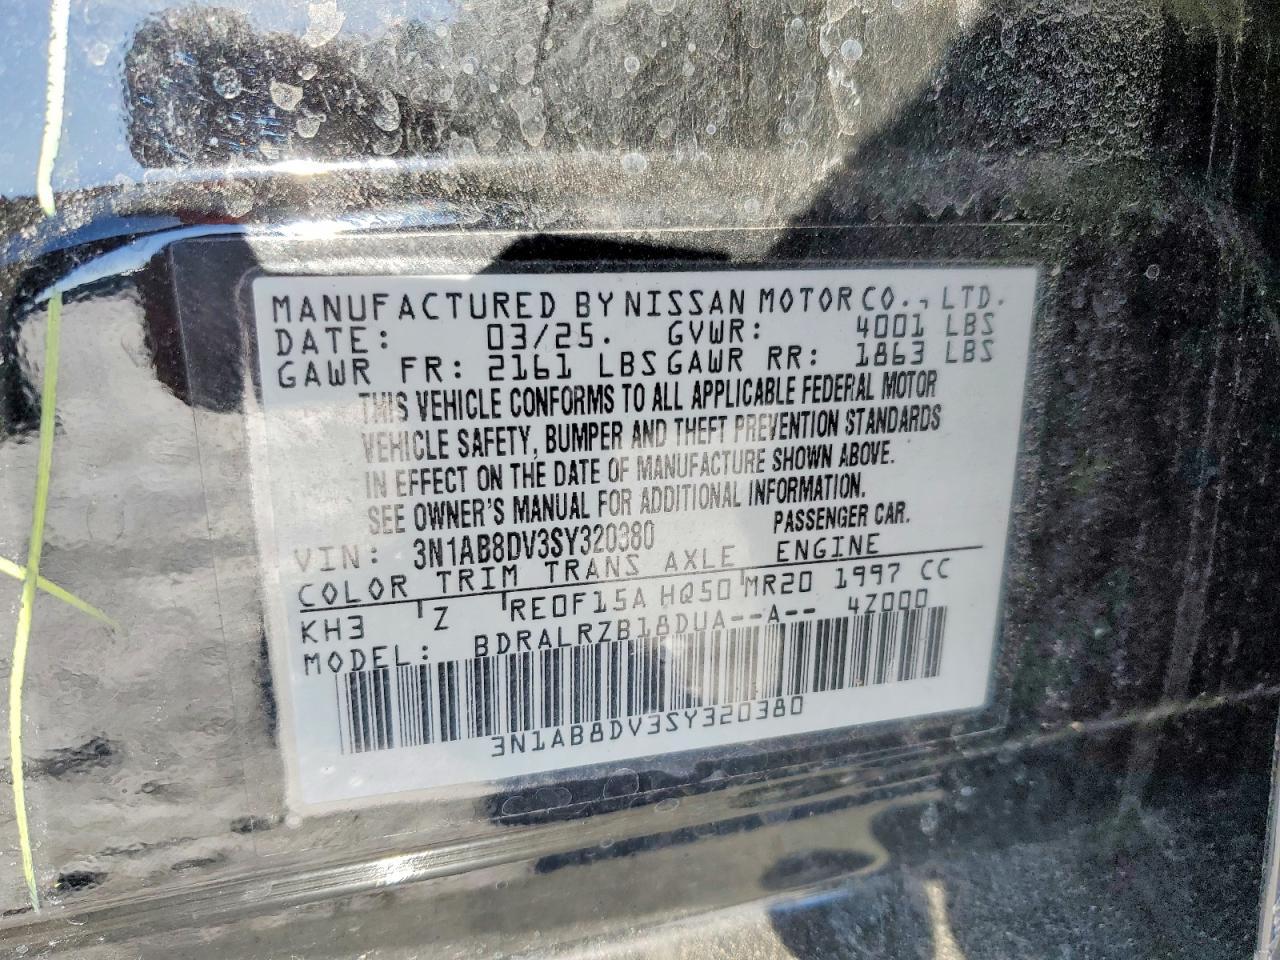 MANUFACTURED BY NISSAN MOTOR CO., LTD.
DATE: 03/25. GVWR: 4001 LBS
GAWR FR: 2161 LBS GAWR RR: 1863 LBS
THIS VEHICLE CONFORMS TO ALL APPLICABLE FEDERAL MOTOR
VEHICLE SAFETY, BUMPER AND THEFT PREVENTION STANDARDS
IN EFFECT ON THE DATE OF MANUFACTURE SHOWN ABOVE.
SEE OWNER'S MANUAL FOR ADDITIONAL INFORMATION.
VIN: 3N1AB8DV3SY320380 PASSENGER CAR.
COLOR TRIM TRANS AXLE ENGINE
KH3 Z RE0F15A HQ50 MR20 1997 CC
MODEL: BDRALRZB18DUA--A-- 4Z000
3N1AB8DV3SY320380